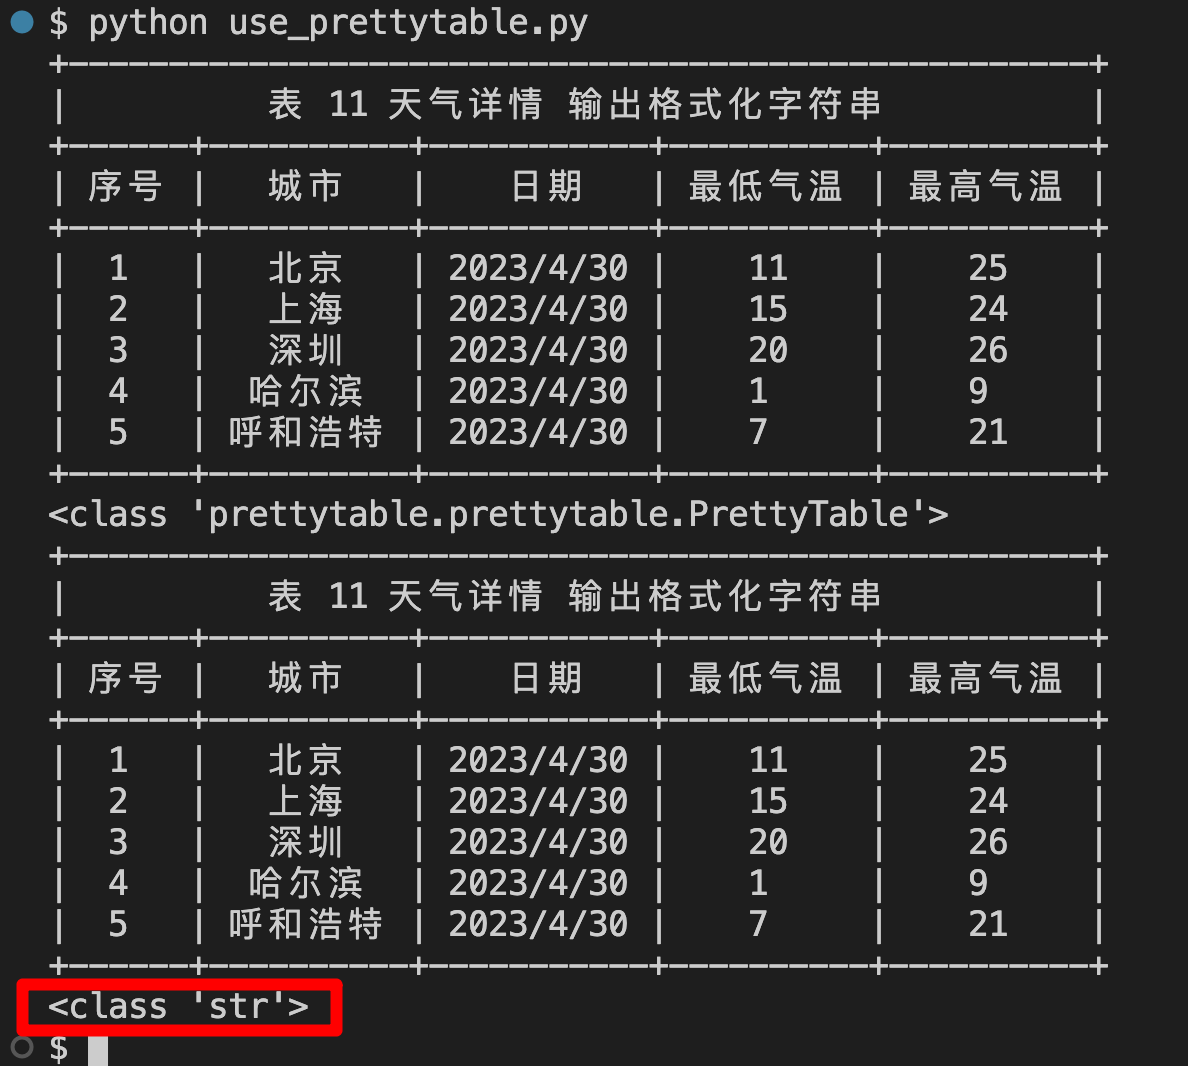 $ python use_prettytable.py
+---------------------------------------------------+
|          表 11 天气详情 输出格式化字符串           |
+------+----------+-----------+----------+----------+
| 序号 |   城市   |    日期   | 最低气温 | 最高气温 |
+------+----------+-----------+----------+----------+
|  1   |   北京   | 2023/4/30 |    11    |    25    |
|  2   |   上海   | 2023/4/30 |    15    |    24    |
|  3   |   深圳   | 2023/4/30 |    20    |    26    |
|  4   |  哈尔滨  | 2023/4/30 |    1     |    9     |
|  5   | 呼和浩特 | 2023/4/30 |    7     |    21    |
+------+----------+-----------+----------+----------+
<class 'prettytable.prettytable.PrettyTable'>
+---------------------------------------------------+
|          表 11 天气详情 输出格式化字符串           |
+------+----------+-----------+----------+----------+
| 序号 |   城市   |    日期   | 最低气温 | 最高气温 |
+------+----------+-----------+----------+----------+
|  1   |   北京   | 2023/4/30 |    11    |    25    |
|  2   |   上海   | 2023/4/30 |    15    |    24    |
|  3   |   深圳   | 2023/4/30 |    20    |    26    |
|  4   |  哈尔滨  | 2023/4/30 |    1     |    9     |
|  5   | 呼和浩特 | 2023/4/30 |    7     |    21    |
+------+----------+-----------+----------+----------+
<class 'str'>
$